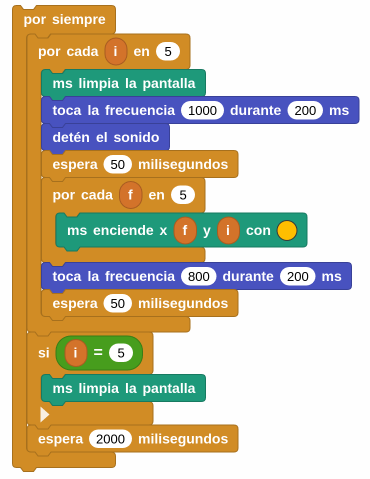 por siempre
por cada i en 5
ms limpia la pantalla
toca la frecuencia 1000 durante 200 ms
detén el sonido
espera 50 milisegundos
por cada f en 5
ms enciende x f y i con
toca la frecuencia 800 durante 200 ms
espera 50 milisegundos
si i = 5
ms limpia la pantalla
espera 2000 milisegundos